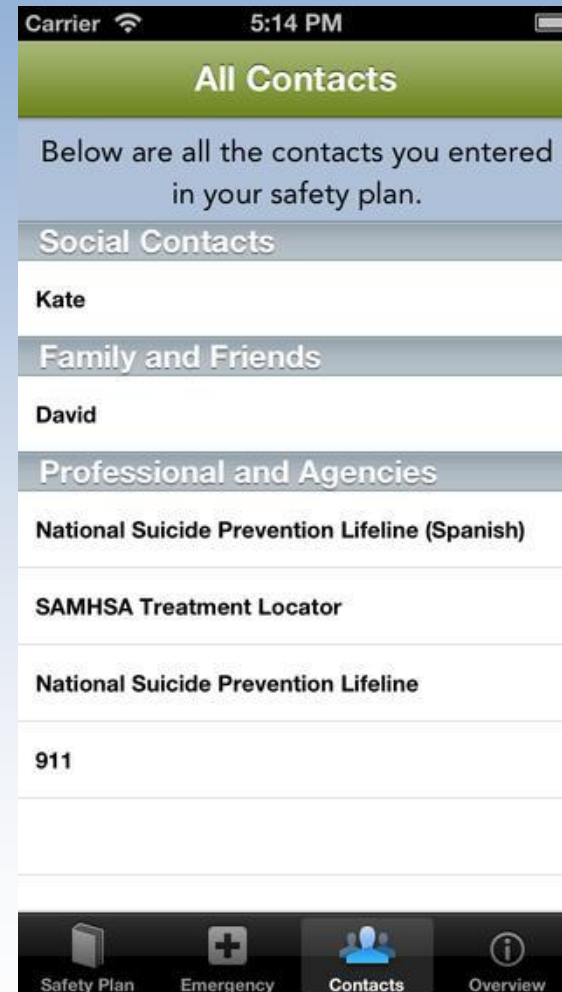 Carrier 5:14 PM
All Contacts
Below are all the contacts you entered
in your safety plan.
Social Contacts
Kate
Family and Friends
David
Professional and Agencies
National Suicide Prevention Lifeline (Spanish)
SAMHSA Treatment Locator
National Suicide Prevention Lifeline
911
Safety Plan Emergency Contacts Overview